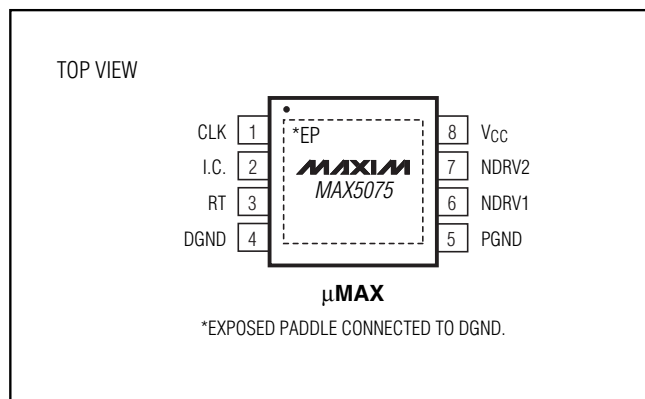 TOP VIEW
CLK 1 *EP 8 VCC
I.C. 2 MAXIM 7 NDRV2
RT 3 MAX5075 6 NDRV1
DGND 4 5 PGND
μMAX
*EXPOSED PADDLE CONNECTED TO DGND.